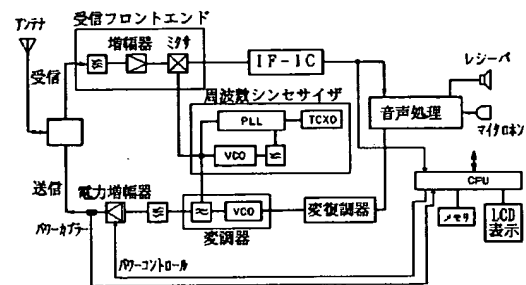 アンテナ
受信フロントエンド
増幅器
ミクサ
受信
IF-IC
レシーバ
音声処理
マイクロホン
周波数シンセサイザ
PLL
TCXO
VCO
送信
電力増幅器
VCO
変復調器
変調器
パワーカプラー
パワーコントロール
CPU
メモリ
LCD
表示